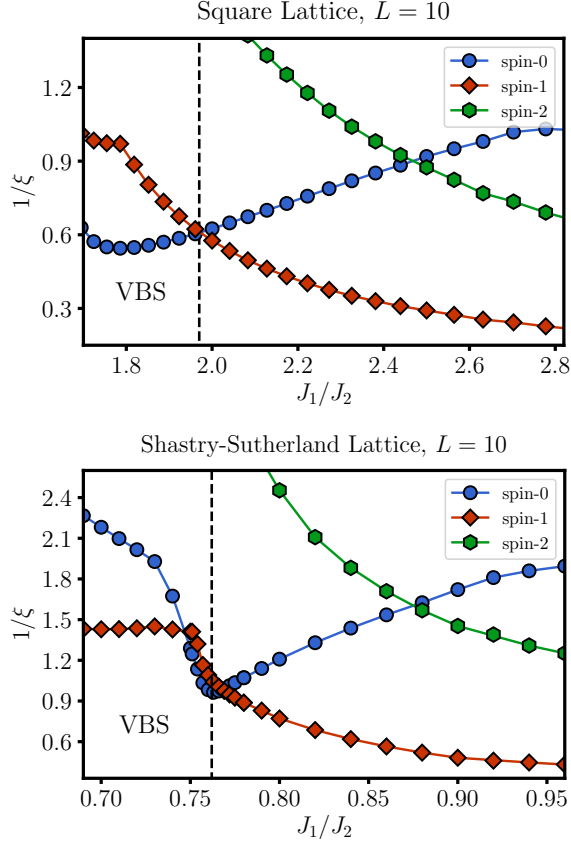 Square Lattice, L = 10
1/ξ
1.2
0.9
0.6
0.3
spin-0
spin-1
spin-2
VBS
1.8 2.0 2.2 2.4 2.6 2.8
J₁/J₂
Shastry-Sutherland Lattice, L = 10
1/ξ
2.4
2.1
1.8
1.5
1.2
0.9
0.6
spin-0
spin-1
spin-2
VBS
0.70 0.75 0.80 0.85 0.90 0.95
J₁/J₂